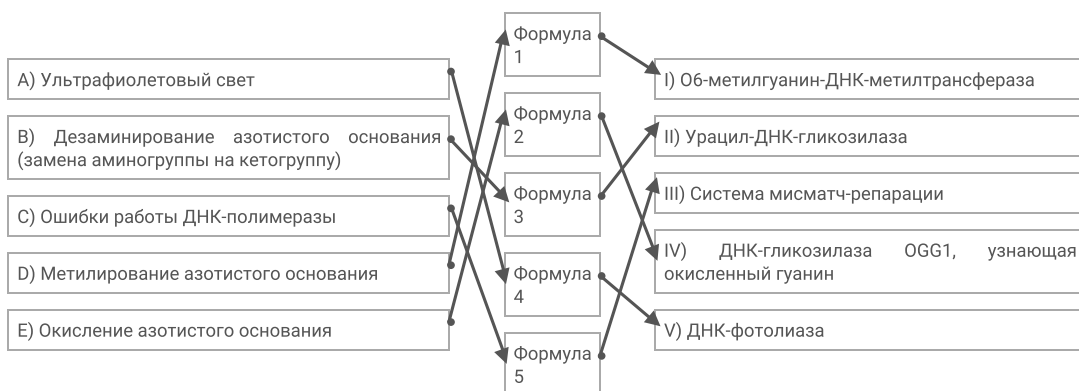 А) Ультрафиолетовый свет
В) Дезаминирование азотистого основания
(замена аминогруппы на кетогруппу)
С) Ошибки работы ДНК-полимеразы
D) Метилирование азотистого основания
Е) Окисление азотистого основания
Формула
1
Формула
2
Формула
3
Формула
4
Формула
5
I) О6-метилгуанин-ДНК-метилтрансфераза
II) Урацил-ДНК-гликозилаза
III) Система мисматч-репарации
IV) ДНК-гликозилаза OGG1, узнающая
окисленный гуанин
V) ДНК-фотолиаза